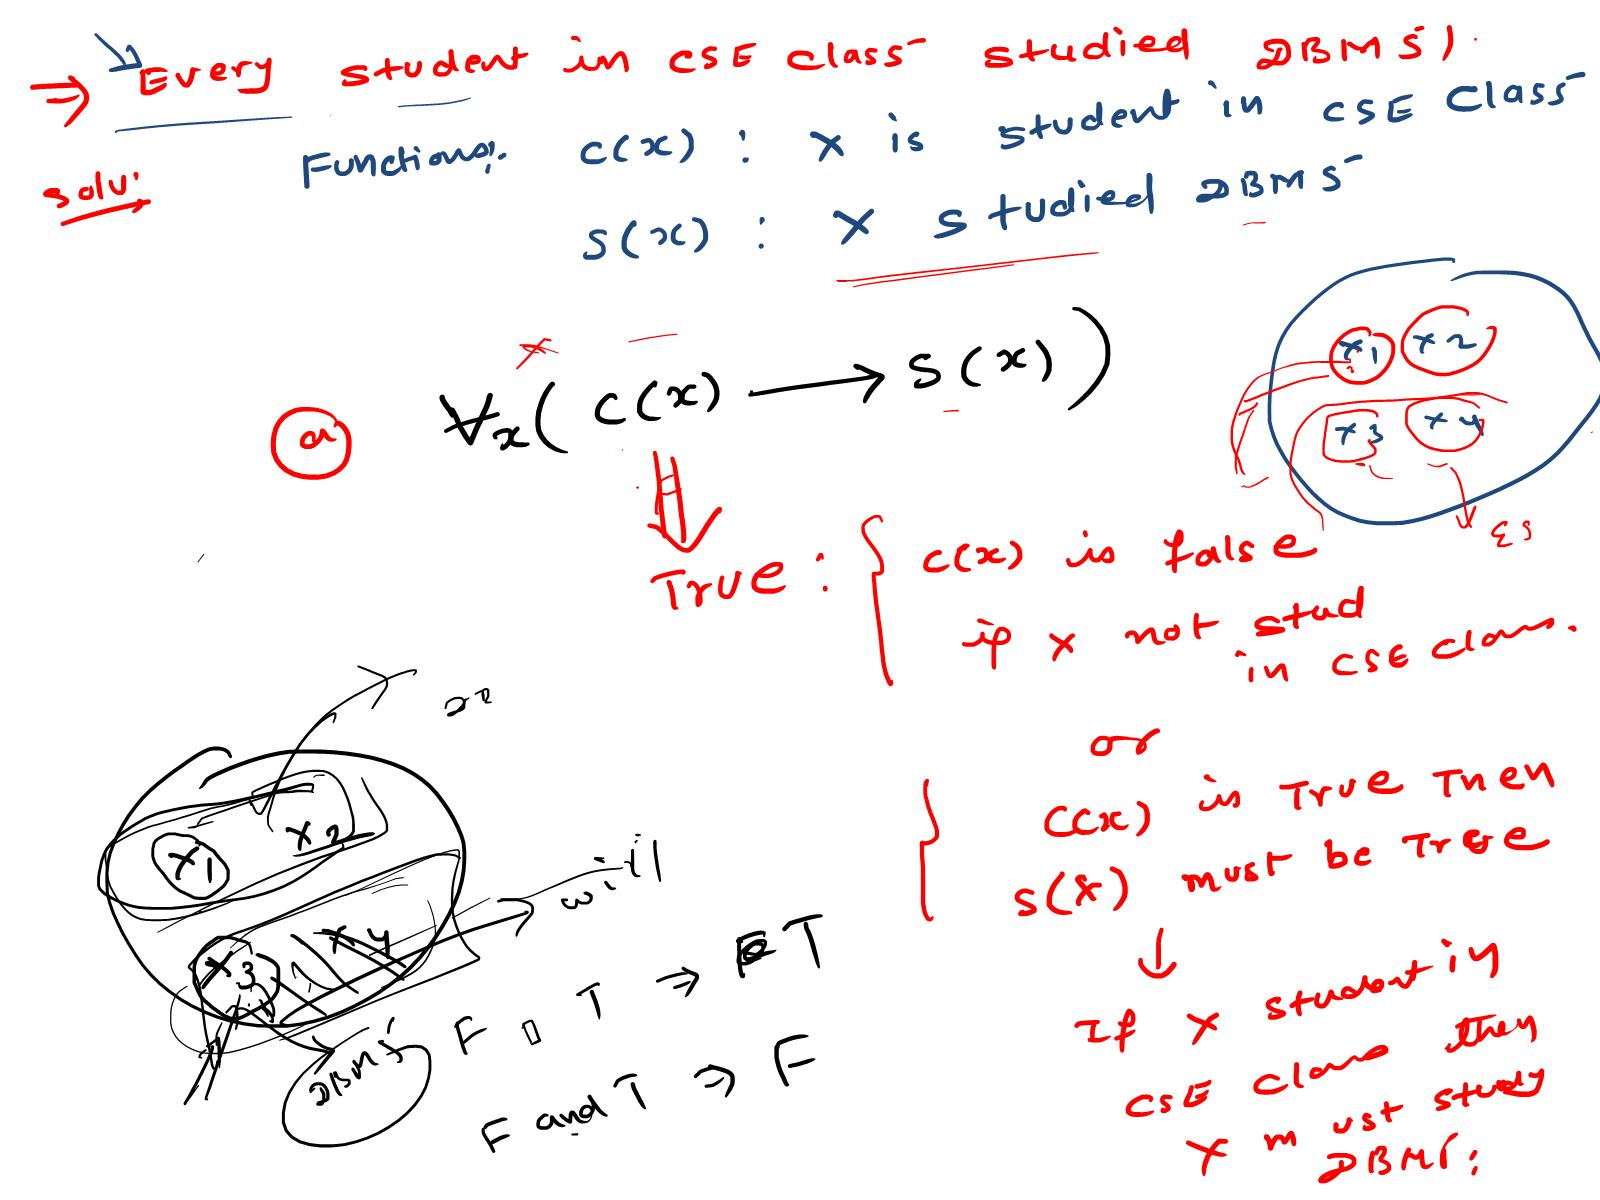 ⇒ Every student in CSE class studied DBMS).
Solu:
Functions. C(x) : x is student in CSE Class
S(x) : x studied DBMS
∀x( C(x) → S(x) )
x1 x2
x3 x4
True : { C(x) is false
if x not stud
in CSE class.
or
C(x) is True Then
S(x) must be True
↓
If x student in
CSE class then
x must study
DBMS:
x1 x2
x3 x4
will
DBMS
T ⇒ T
F and T ⇒ F